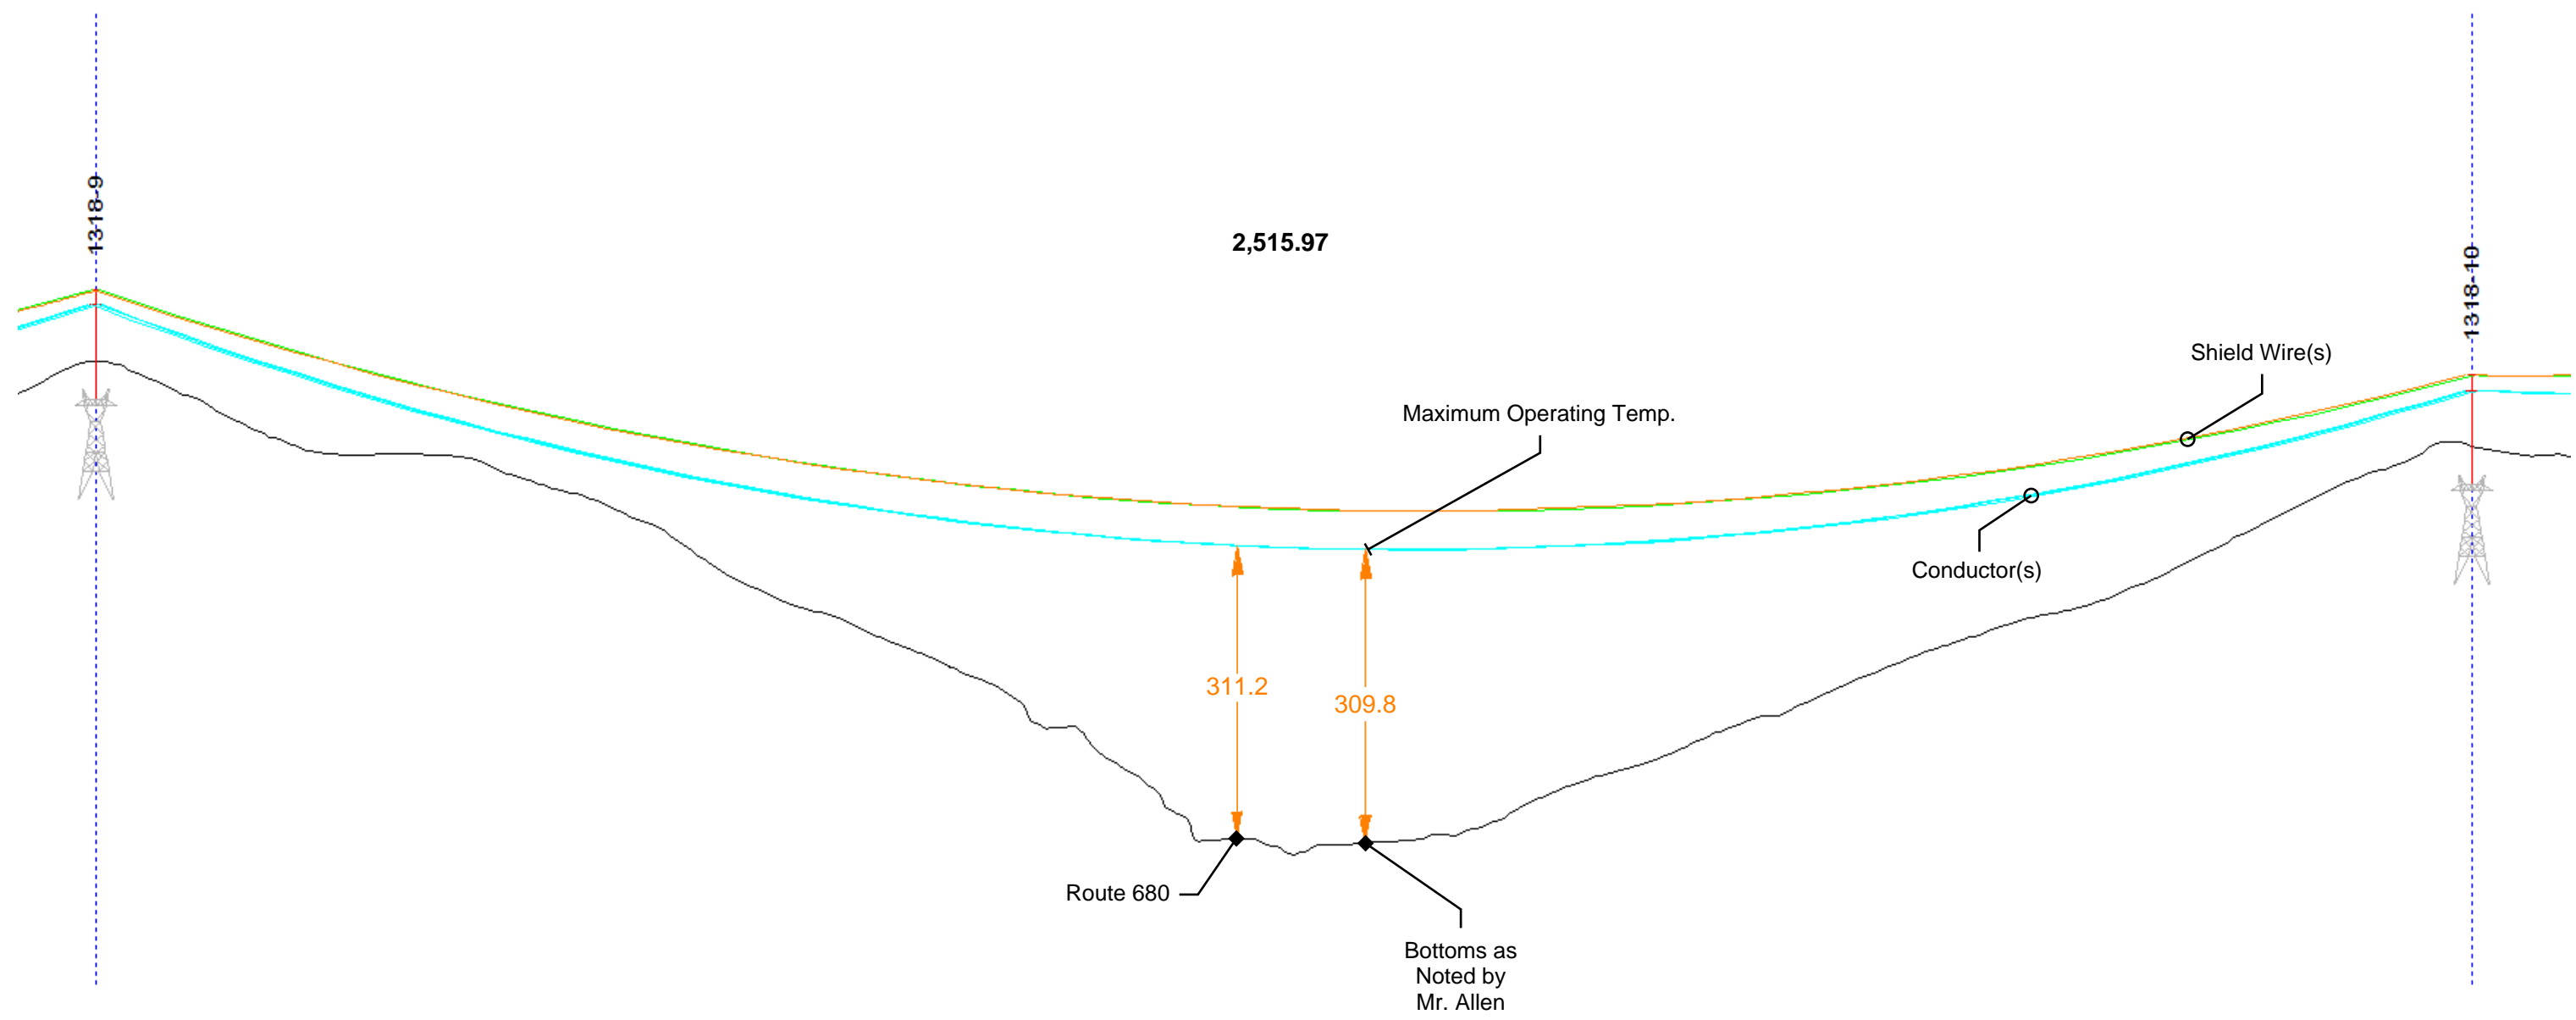 1318-9
2,515.97
1318-10
Shield Wire(s)
Maximum Operating Temp.
Conductor(s)
311.2
309.8
Route 680
Bottoms as
Noted by
Mr. Allen